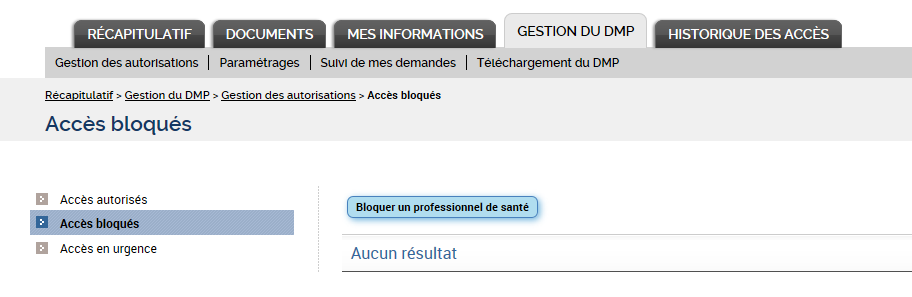 RÉCAPITULATIF DOCUMENTS MES INFORMATIONS GESTION DU DMP HISTORIQUE DES ACCÈS
Gestion des autorisations | Paramétrages | Suivi de mes demandes | Téléchargement du DMP
Récapitulatif > Gestion du DMP > Gestion des autorisations > Accès bloqués
Accès bloqués
Accès autorisés
Accès bloqués
Accès en urgence
Bloquer un professionnel de santé
Aucun résultat